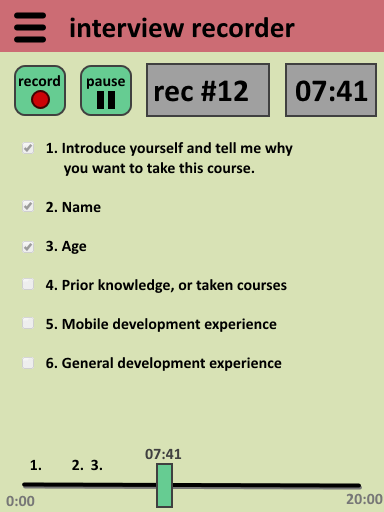 interview recorder
record
pause
rec #12
07:41
1. Introduce yourself and tell me why
you want to take this course.
2. Name
3. Age
4. Prior knowledge, or taken courses
5. Mobile development experience
6. General development experience
07:41
1. 2. 3.
0:00 20:00